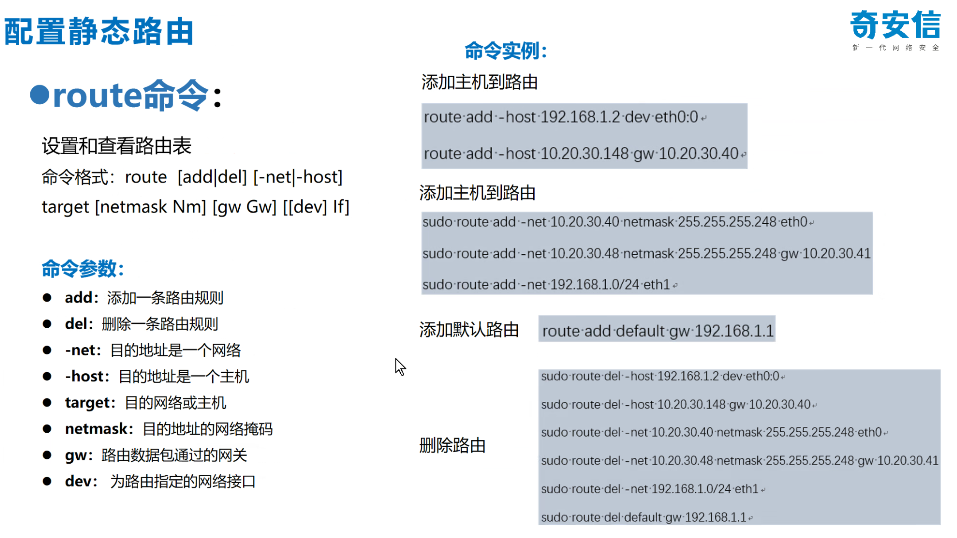 配置静态路由
奇安信
新一代网络安全
●route命令：
设置和查看路由表
命令格式：route [add|del] [-net|-host]
target [netmask Nm] [gw Gw] [[dev] If]
命令参数：
● add：添加一条路由规则
● del：删除一条路由规则
● -net：目的地址是一个网络
● -host：目的地址是一个主机
● target：目的网络或主机
● netmask：目的地址的网络掩码
● gw：路由数据包通过的网关
● dev： 为路由指定的网络接口
命令实例：
添加主机到路由
route·add·-host·192.168.1.2·dev·eth0:0↵
route·add·-host·10.20.30.148·gw·10.20.30.40↵
添加主机到路由
sudo·route·add·-net·10.20.30.40·netmask·255.255.255.248·eth0↵
sudo·route·add·-net·10.20.30.48·netmask·255.255.255.248·gw·10.20.30.41
sudo·route·add·-net·192.168.1.0/24·eth1↵
添加默认路由
route·add·default·gw·192.168.1.1
删除路由
sudo·route·del·-host·192.168.1.2·dev·eth0:0↵
sudo·route·del·-host·10.20.30.148·gw·10.20.30.40↵
sudo·route·del·-net·10.20.30.40·netmask·255.255.255.248·eth0↵
sudo·route·del·-net·10.20.30.48·netmask·255.255.255.248·gw·10.20.30.41
sudo·route·del·-net·192.168.1.0/24·eth1↵
sudo·route·del·default·gw·192.168.1.1↵